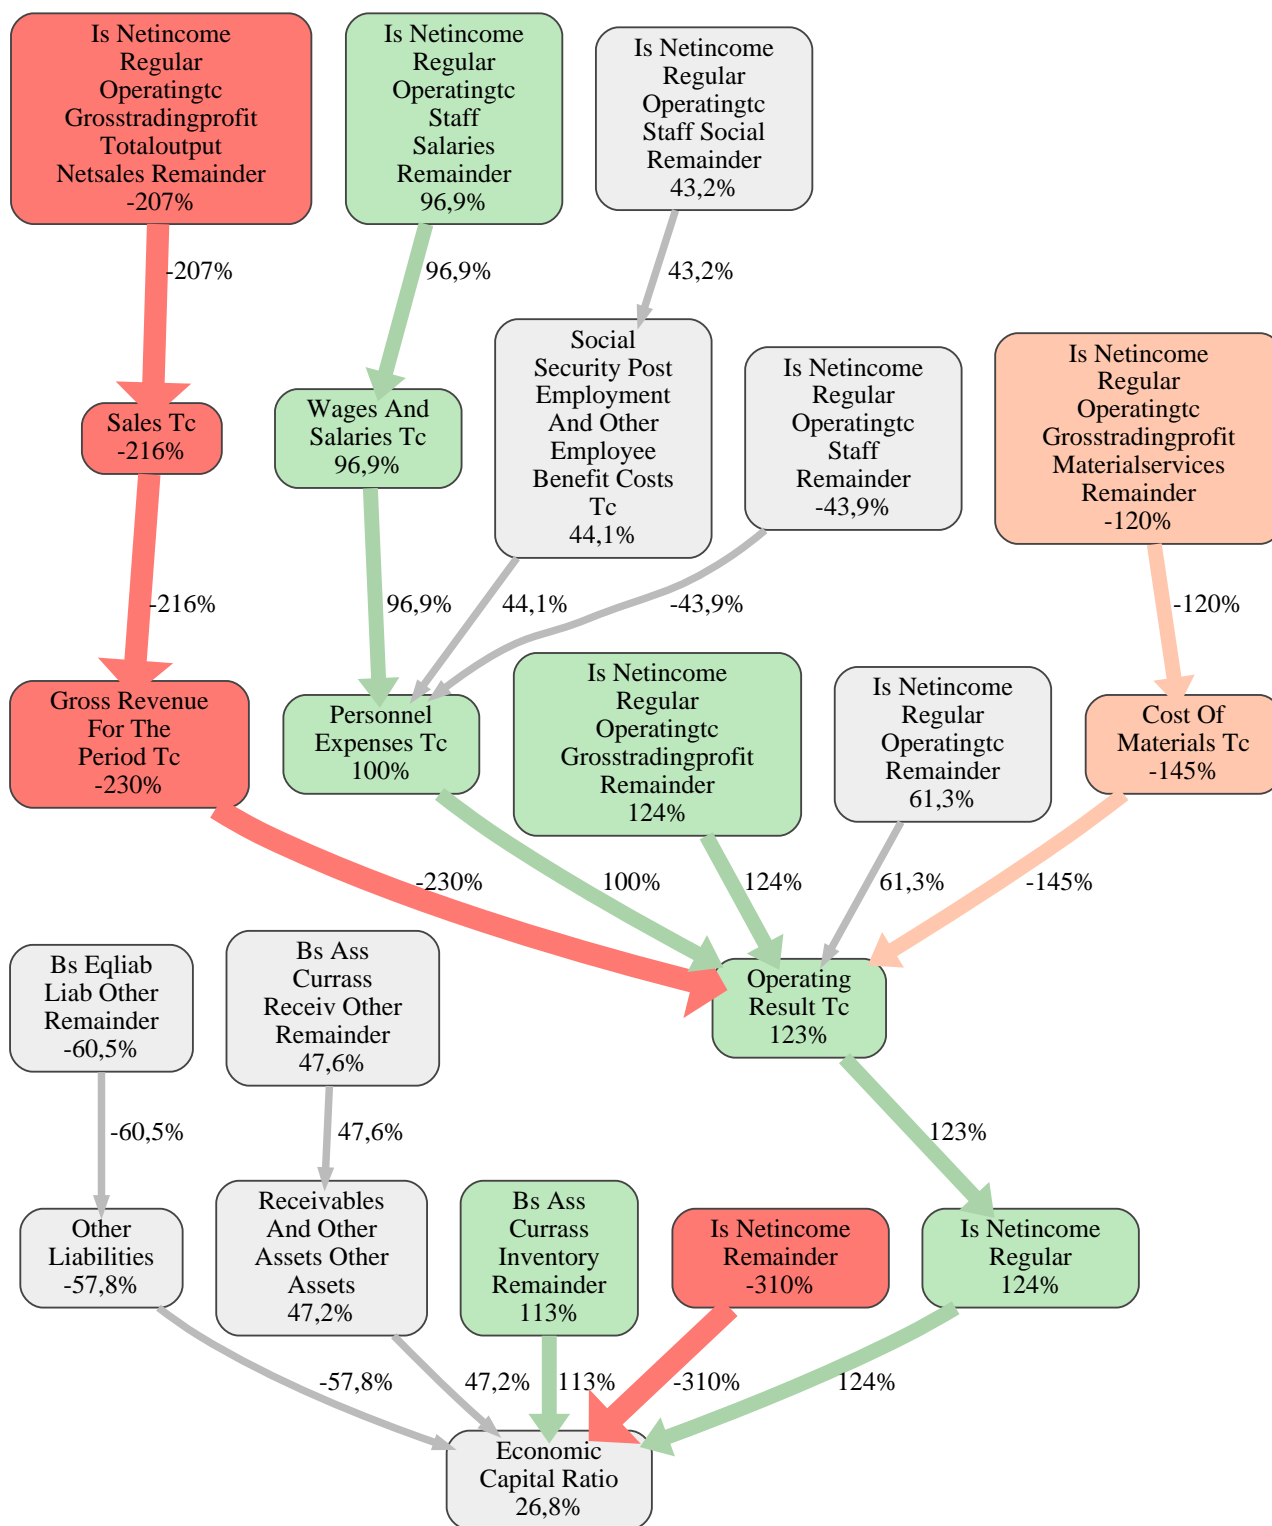 Is Netincome
Regular
Operatingtc
Grosstradingprofit
Totaloutput
Netsales Remainder
-207%
Is Netincome
Regular
Operatingtc
Staff
Salaries
Remainder
96,9%
Is Netincome
Regular
Operatingtc
Staff Social
Remainder
43,2%
-207%
96,9%
43,2%
Sales Tc
-216%
Wages And
Salaries Tc
96,9%
Social
Security Post
Employment
And Other
Employee
Benefit Costs
Tc
44,1%
Is Netincome
Regular
Operatingtc
Staff
Remainder
-43,9%
Is Netincome
Regular
Operatingtc
Grosstradingprofit
Materialservices
Remainder
-120%
-216%
96,9%
44,1%
-43,9%
-120%
Gross Revenue
For The
Period Tc
-230%
Personnel
Expenses Tc
100%
Is Netincome
Regular
Operatingtc
Grosstradingprofit
Remainder
124%
Is Netincome
Regular
Operatingtc
Remainder
61,3%
Cost Of
Materials Tc
-145%
-230%
100%
124%
61,3%
-145%
Bs Eqliab
Liab Other
Remainder
-60,5%
Bs Ass
Currass
Receiv Other
Remainder
47,6%
Operating
Result Tc
123%
-60,5%
47,6%
123%
Other
Liabilities
-57,8%
Receivables
And Other
Assets Other
Assets
47,2%
Bs Ass
Currass
Inventory
Remainder
113%
Is Netincome
Remainder
-310%
Is Netincome
Regular
124%
-57,8%
47,2%
113%
-310%
124%
Economic
Capital Ratio
26,8%